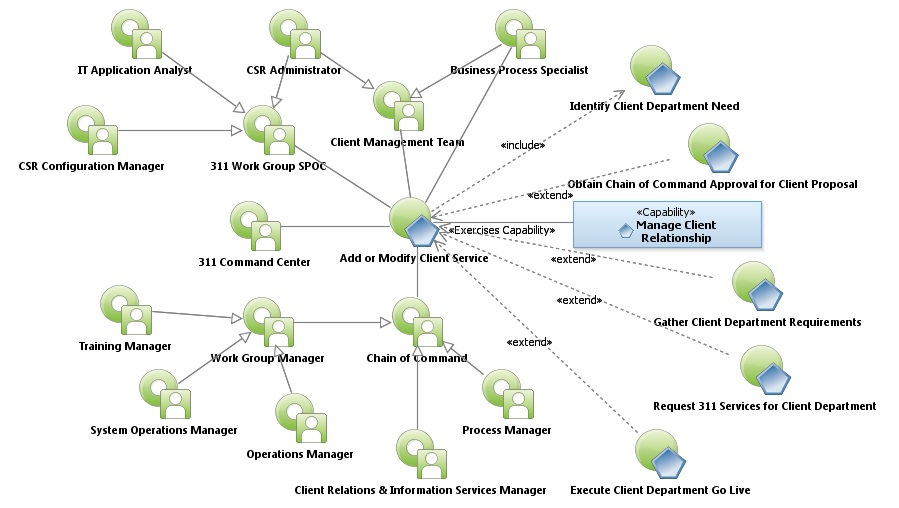 IT Application Analyst
CSR Administrator
Business Process Specialist
Identify Client Department Need
Client Management Team
«include»
CSR Configuration Manager
311 Work Group SPOC
Obtain Chain of Command Approval for Client Proposal
«extend»
«Capability»
Manage Client
Relationship
«Exercises Capability»
311 Command Center
Add or Modify Client Service
«extend»
«extend»
Gather Client Department Requirements
Training Manager
Work Group Manager
Chain of Command
«extend»
Request 311 Services for Client Department
System Operations Manager
Process Manager
Operations Manager
Client Relations & Information Services Manager
Execute Client Department Go Live